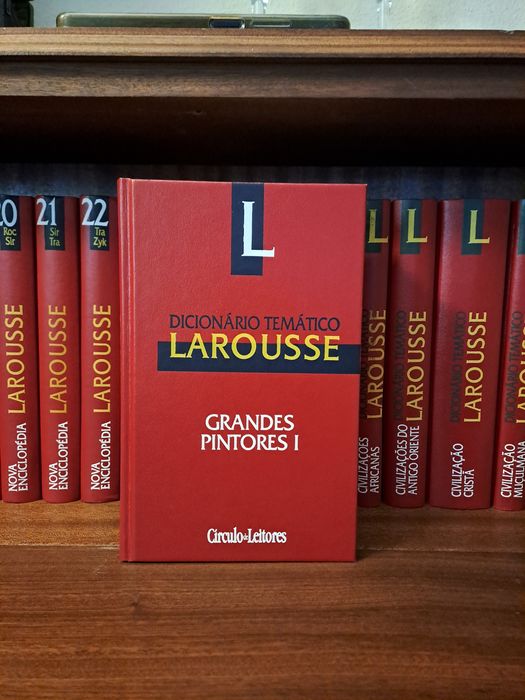 20
Roc
Sir
NOVA ENCICLOPÉDIA LAROUSSE
21
Sir
Tra
NOVA ENCICLOPÉDIA LAROUSSE
22
Tra
Zyk
NOVA ENCICLOPÉDIA LAROUSSE
L
DICIONÁRIO TEMÁTICO
LAROUSSE
GRANDES
PINTORES I
Círculo de Leitores
L
CIVILIZAÇÕES
AFRICANAS
L
DICIONÁRIO TEMÁTICO
LAROUSSE
CIVILIZAÇÕES DO
ANTIGO ORIENTE
L
DICIONÁRIO TEMÁTICO
LAROUSSE
CIVILIZAÇÃO
CRISTÃ
LAROUSSE
CIVILIZAÇÃO
MUÇULMANA